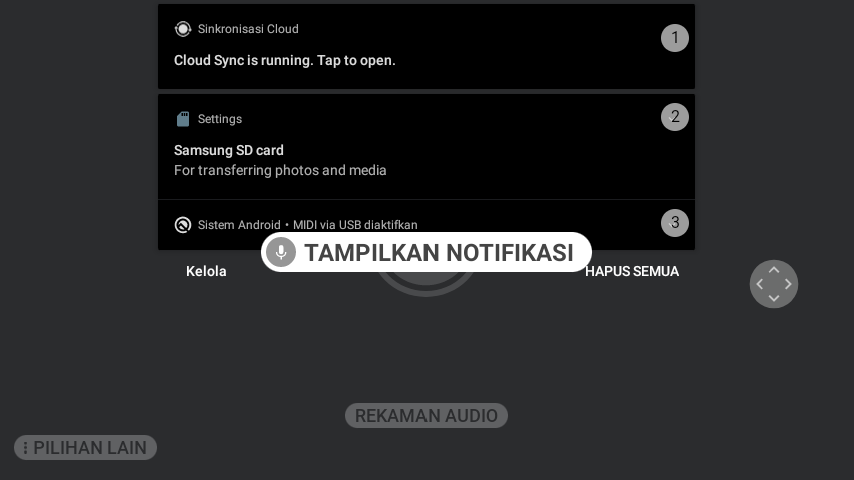 Sinkronisasi Cloud
1
Cloud Sync is running. Tap to open.
Settings
2
Samsung SD card
For transferring photos and media
Sistem Android • MIDI via USB diaktifkan
3
TAMPILKAN NOTIFIKASI
Kelola
HAPUS SEMUA
REKAMAN AUDIO
PILIHAN LAIN